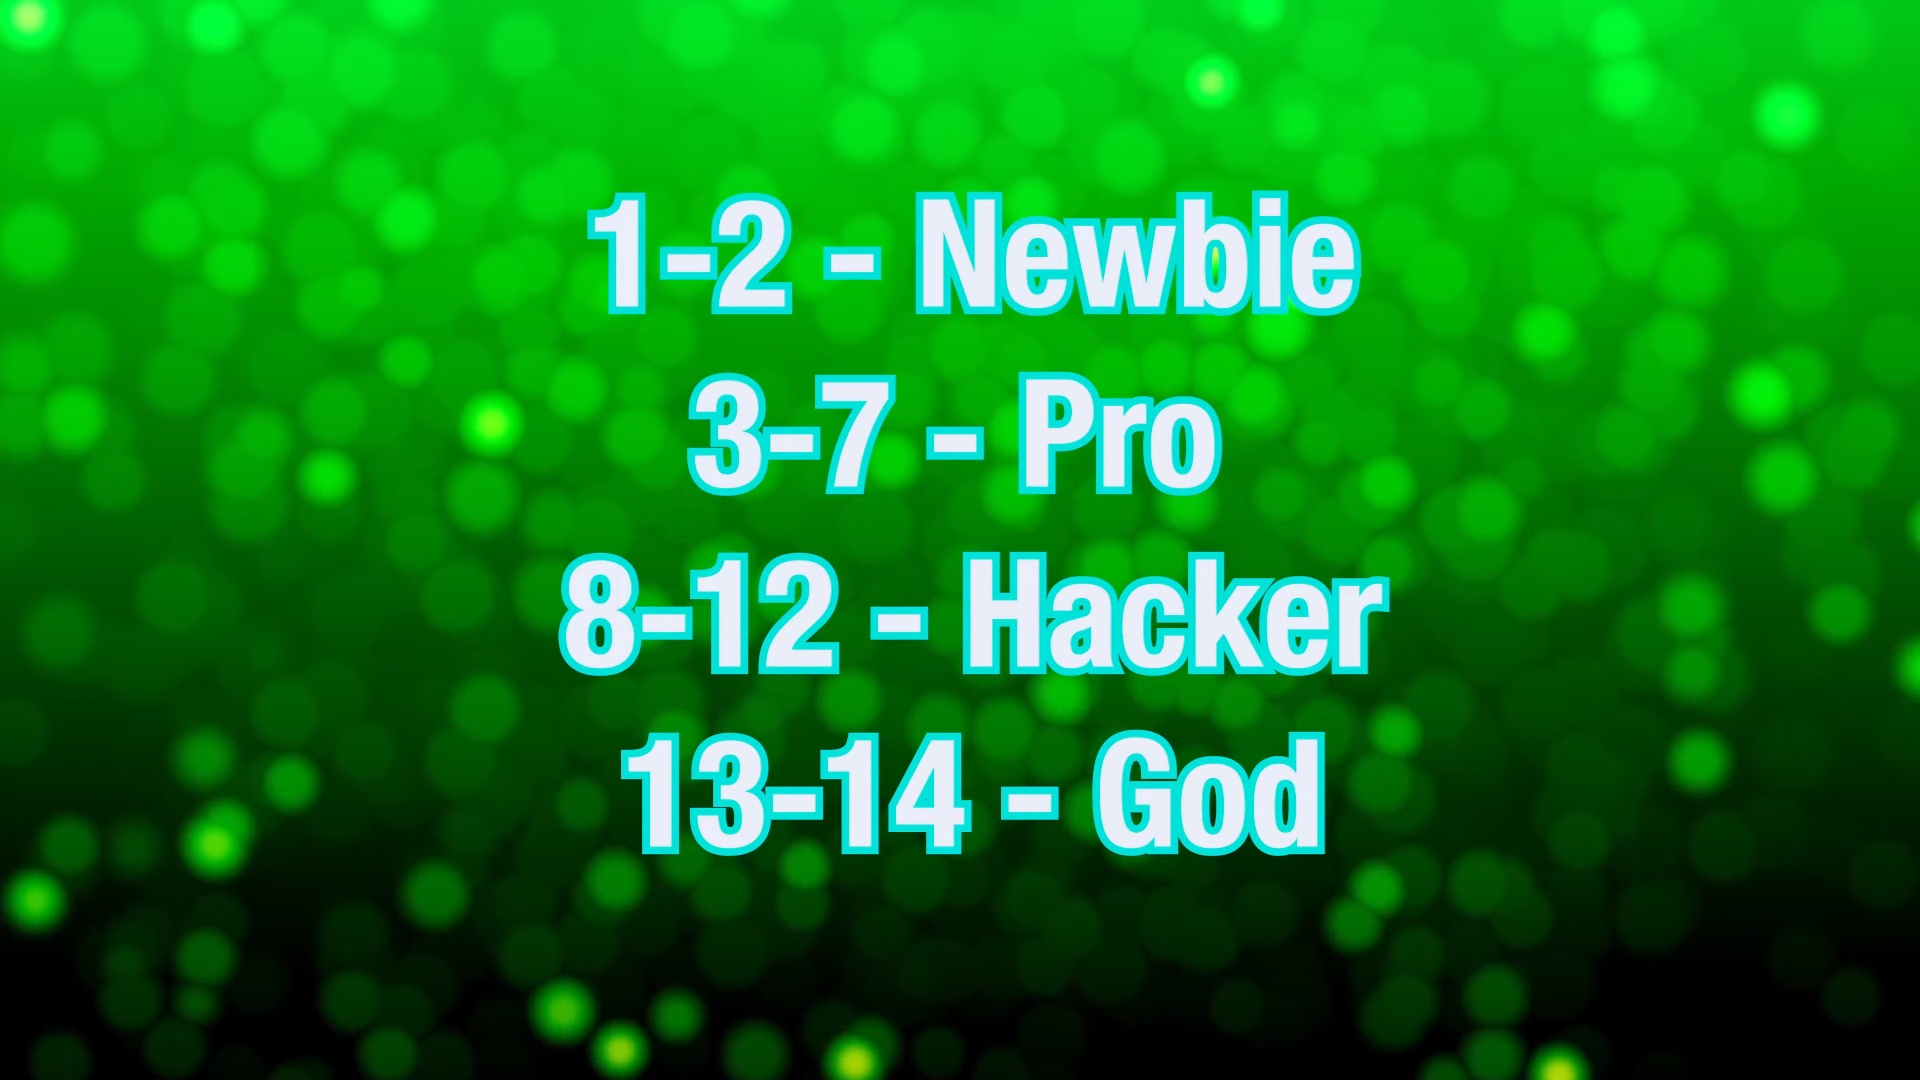 1-2 - Newbie
3-7 - Pro
8-12 - Hacker
13-14 - God